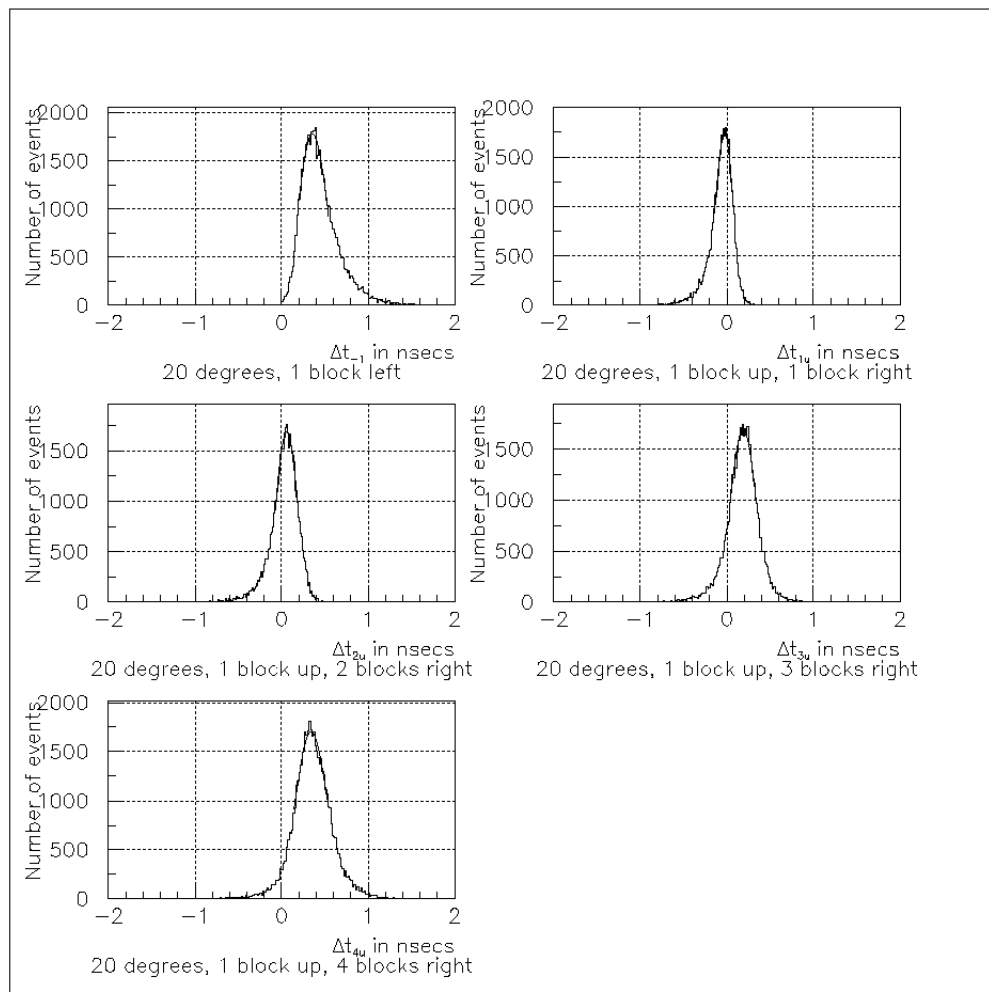 Number of events
2000
1500
1000
500
0
−2 −1 0 1 2
Δt₋₁ in nsecs
20 degrees, 1 block left
Number of events
2000
1500
1000
500
0
−2 −1 0 1 2
Δt₁ᵤ in nsecs
20 degrees, 1 block up, 1 block right
Number of events
1500
1000
500
0
−2 −1 0 1 2
Δt₂ᵤ in nsecs
20 degrees, 1 block up, 2 blocks right
Number of events
1500
1000
500
0
−2 −1 0 1 2
Δt₃ᵤ in nsecs
20 degrees, 1 block up, 3 blocks right
Number of events
2000
1500
1000
500
0
−2 −1 0 1 2
Δt₄ᵤ in nsecs
20 degrees, 1 block up, 4 blocks right